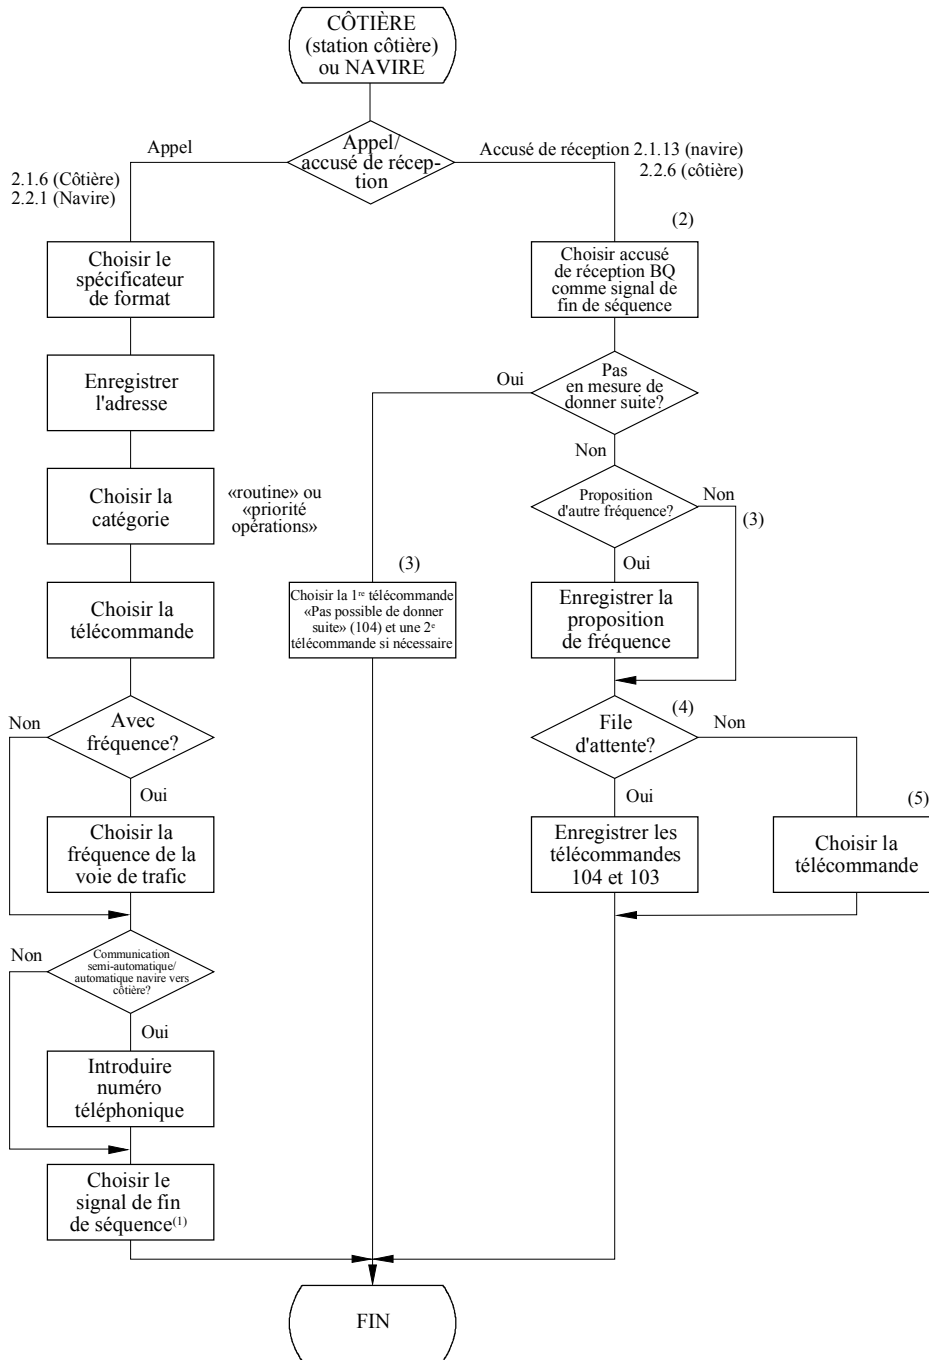 CÔTIÈRE
(station côtière)
ou NAVIRE
Appel
Appel/
accusé de récep-
tion
Accusé de réception 2.1.13 (navire)
2.2.6 (côtière)
2.1.6 (Côtière)
2.2.1 (Navire)
Choisir le
spécificateur
de format
Enregistrer
l'adresse
Choisir la
catégorie
«routine» ou
«priorité
opérations»
Choisir la
télécommande
Avec
fréquence?
Non
Oui
Choisir la
fréquence de la
voie de trafic
Communication
semi-automatique/
automatique navire vers
côtière?
Non
Oui
Introduire
numéro
téléphonique
Choisir le
signal de fin
de séquence(1)
(2)
Choisir accusé
de réception BQ
comme signal de
fin de séquence
Pas
en mesure de
donner suite?
Oui
Non
(3)
Choisir la 1re télécommande
«Pas possible de donner
suite» (104) et une 2e
télécommande si nécessaire
Proposition
d'autre fréquence?
Non
(3)
Oui
Enregistrer la
proposition
de fréquence
(4)
File
d'attente?
Non
Oui
Enregistrer les
télécommandes
104 et 103
(5)
Choisir la
télécommande
FIN